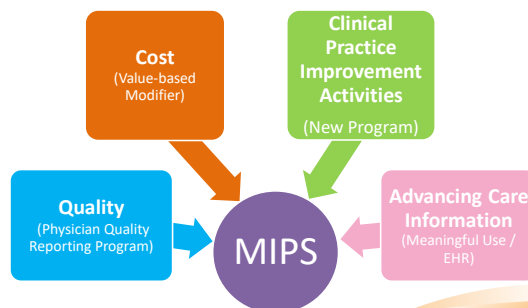 Cost
(Value-based
Modifier)
Clinical
Practice
Improvement
Activities
(New Program)
Quality
(Physician Quality
Reporting Program)
Advancing Care
Information
(Meaningful Use /
EHR)
MIPS